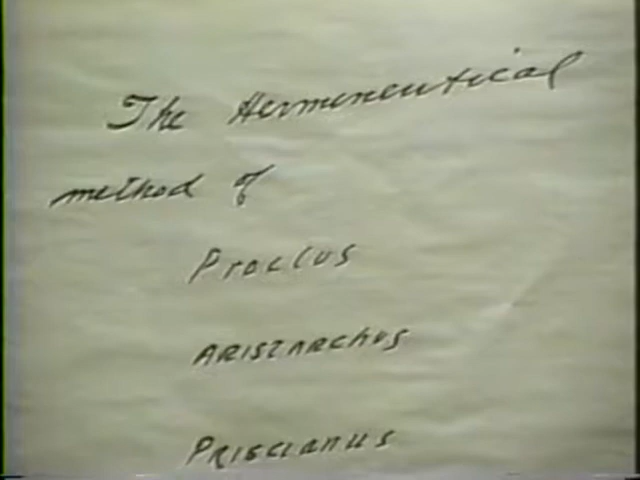 The Hermeneutical
method of
Proclus
ARISTARCHUS
PRISCIANUS